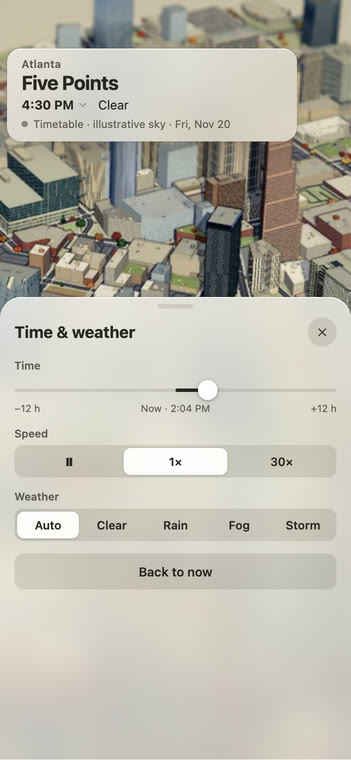 Atlanta
Five Points
4:30 PM Clear
Timetable · illustrative sky · Fri, Nov 20
Time & weather
Time
−12 h Now · 2:04 PM +12 h
Speed
1× 30×
Weather
Auto Clear Rain Fog Storm
Back to now